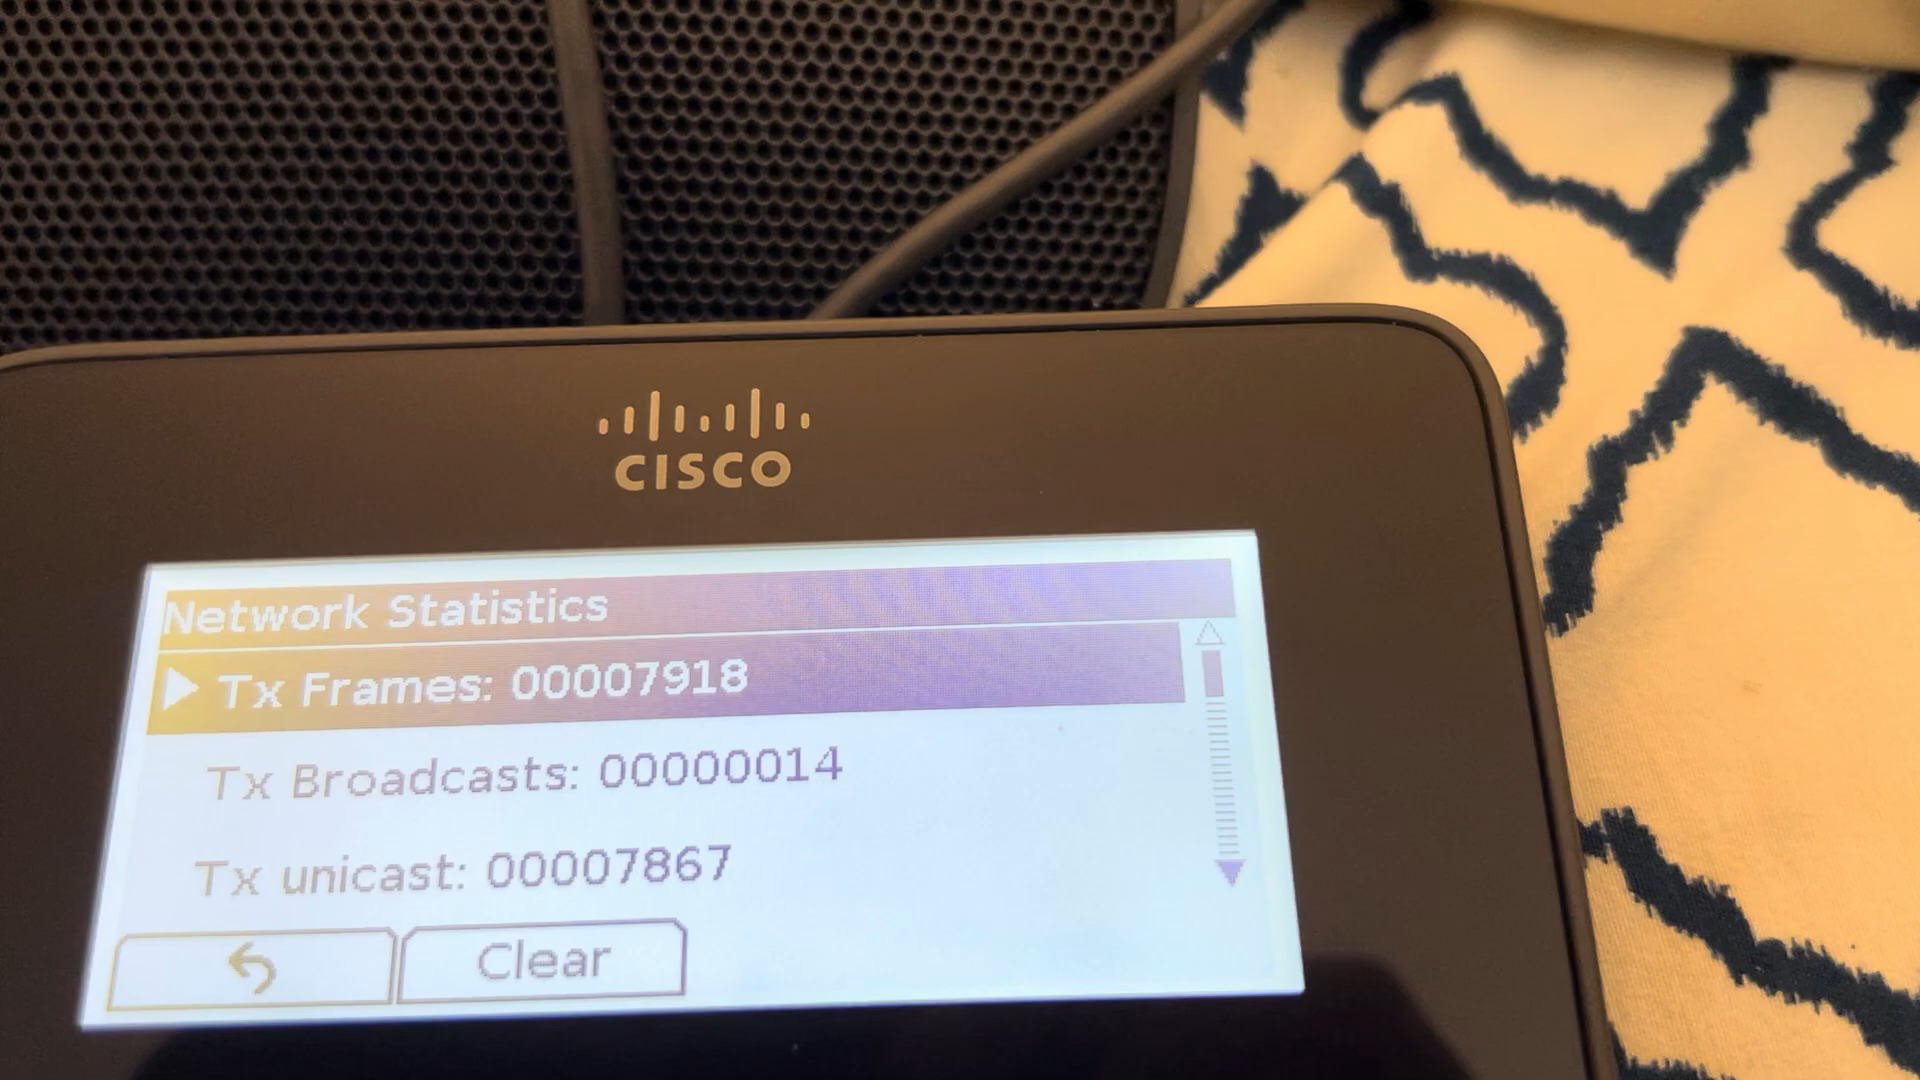 CISCO
Network Statistics
Tx Frames: 00007918
Tx Broadcasts: 00000014
Tx unicast: 00007867
Clear